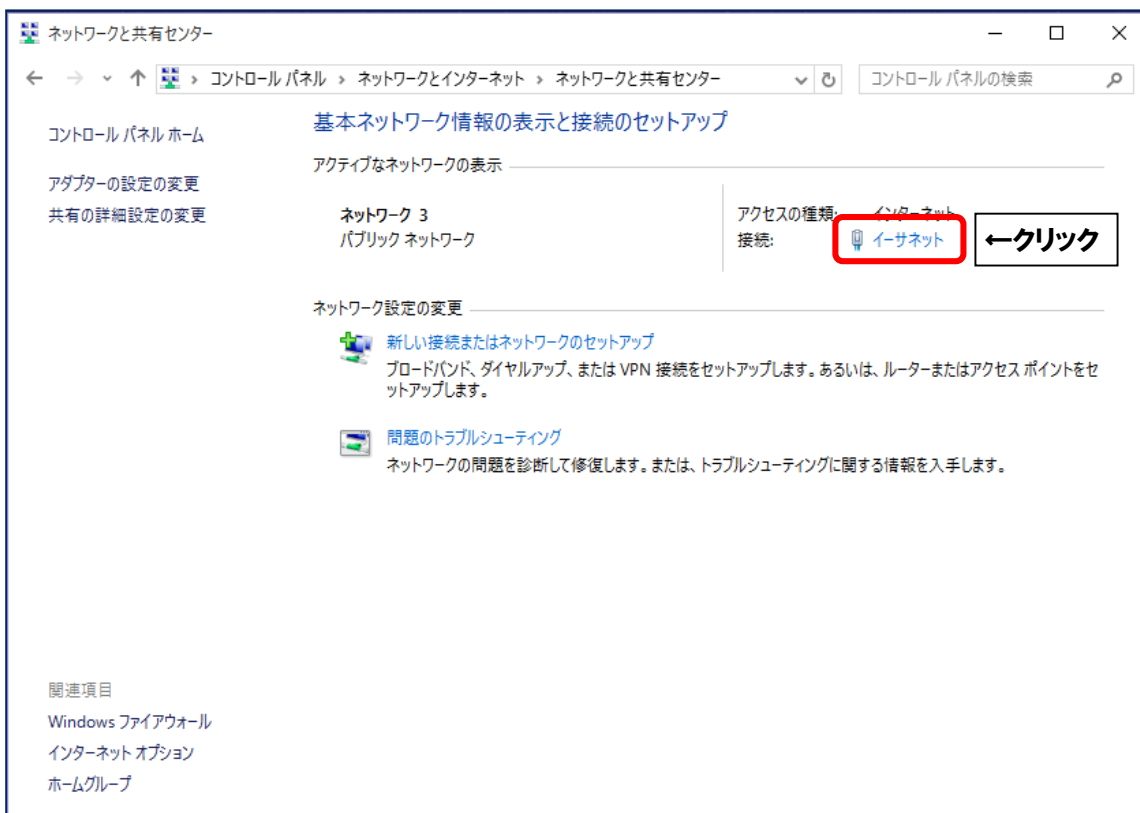 ネットワークと共有センター
コントロール パネル › ネットワークとインターネット › ネットワークと共有センター
コントロール パネルの検索
コントロール パネル ホーム
アダプターの設定の変更
共有の詳細設定の変更
基本ネットワーク情報の表示と接続のセットアップ
アクティブなネットワークの表示
ネットワーク 3
パブリック ネットワーク
アクセスの種類: インターネット
接続: イーサネット
←クリック
ネットワーク設定の変更
新しい接続またはネットワークのセットアップ
ブロードバンド、ダイヤルアップ、または VPN 接続をセットアップします。あるいは、ルーターまたはアクセス ポイントをセ
ットアップします。
問題のトラブルシューティング
ネットワークの問題を診断して修復します。または、トラブルシューティングに関する情報を入手します。
関連項目
Windows ファイアウォール
インターネット オプション
ホームグループ